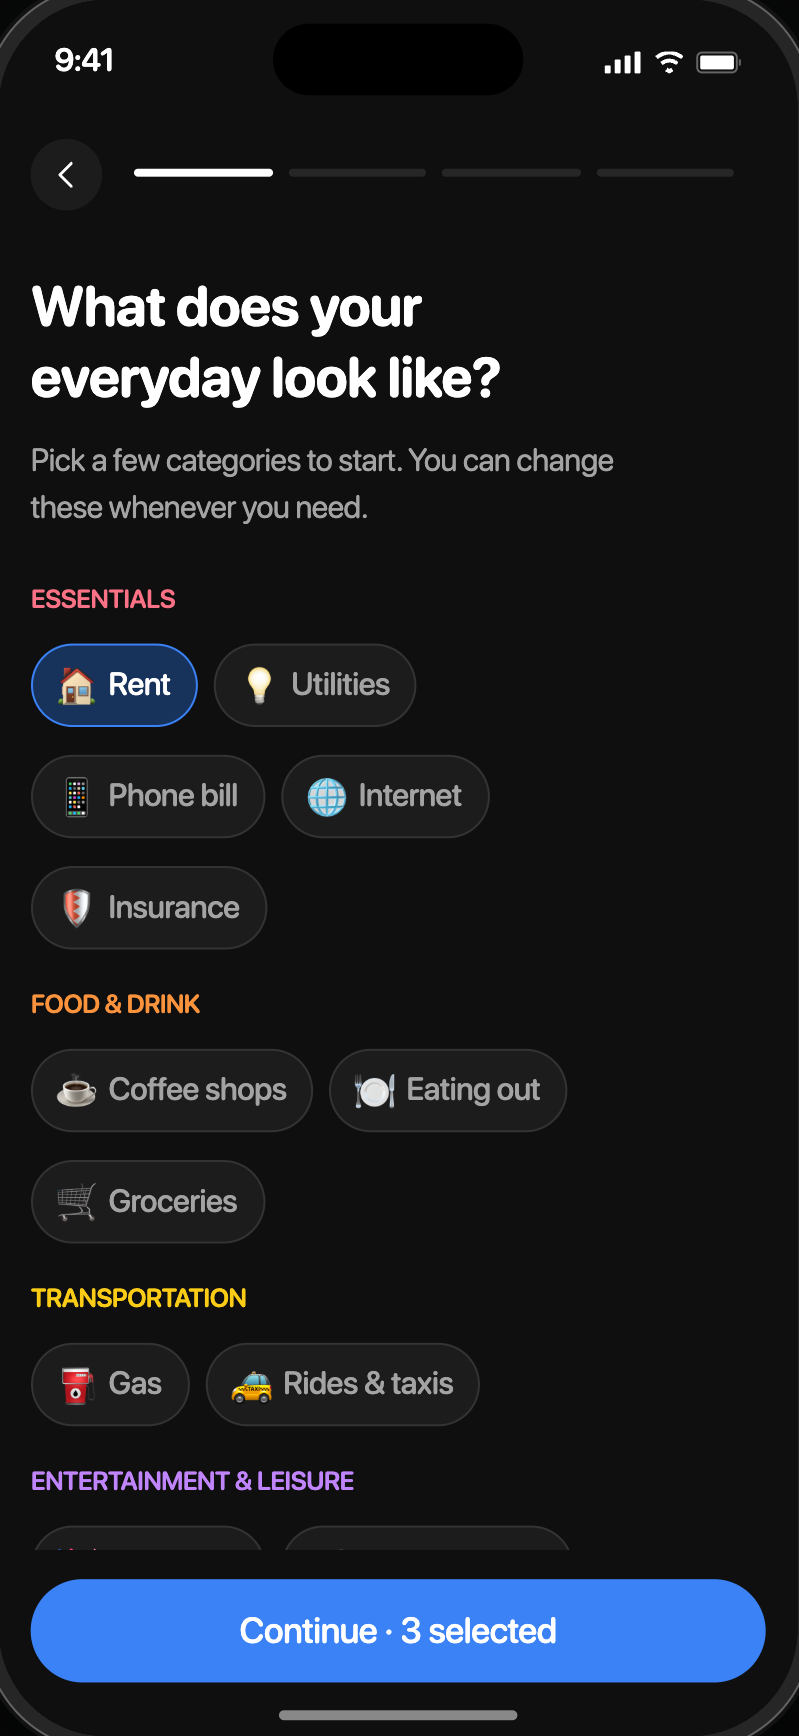 9:41
What does your
everyday look like?
Pick a few categories to start. You can change
these whenever you need.
ESSENTIALS
Rent
Utilities
Phone bill
Internet
Insurance
FOOD & DRINK
Coffee shops
Eating out
Groceries
TRANSPORTATION
Gas
Rides & taxis
ENTERTAINMENT & LEISURE
Continue · 3 selected